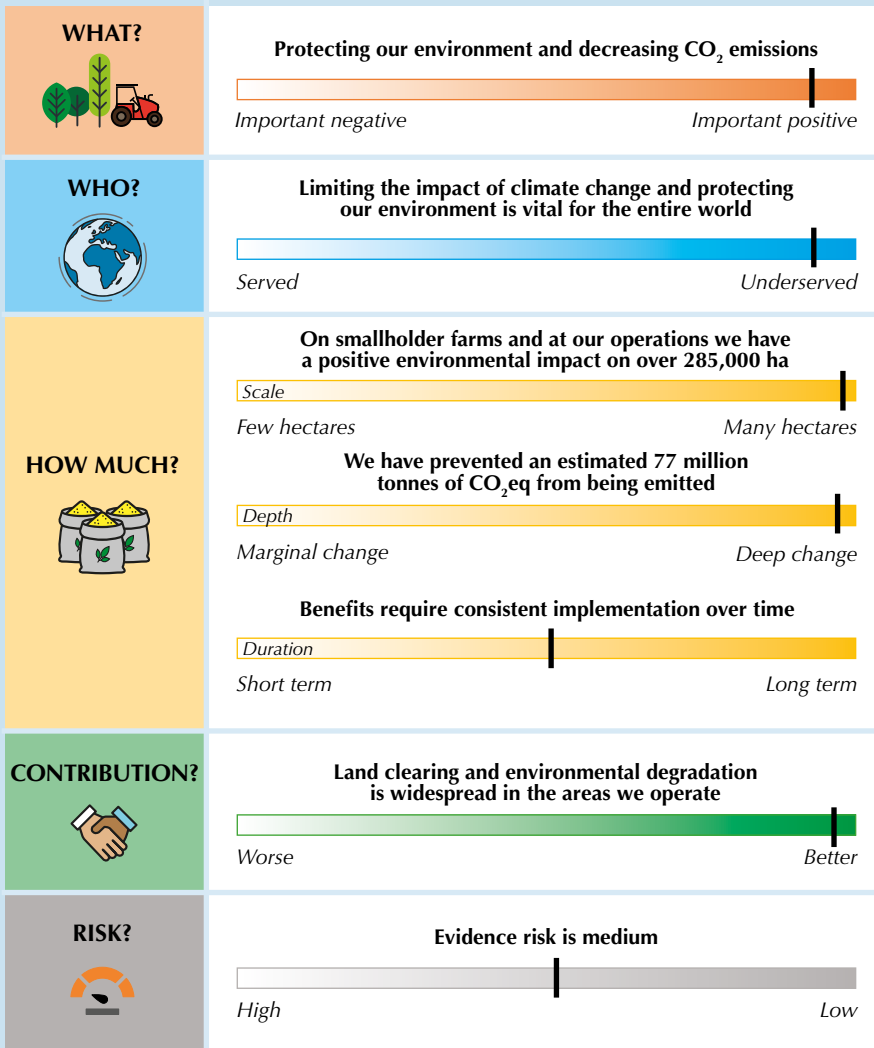 WHAT?
Protecting our environment and decreasing CO₂ emissions
Important negative
Important positive
WHO?
Limiting the impact of climate change and protecting
our environment is vital for the entire world
Served
Underserved
HOW MUCH?
On smallholder farms and at our operations we have
a positive environmental impact on over 285,000 ha
Scale
Few hectares
Many hectares
We have prevented an estimated 77 million
tonnes of CO₂eq from being emitted
Depth
Marginal change
Deep change
Benefits require consistent implementation over time
Duration
Short term
Long term
CONTRIBUTION?
Land clearing and environmental degradation
is widespread in the areas we operate
Worse
Better
RISK?
Evidence risk is medium
High
Low